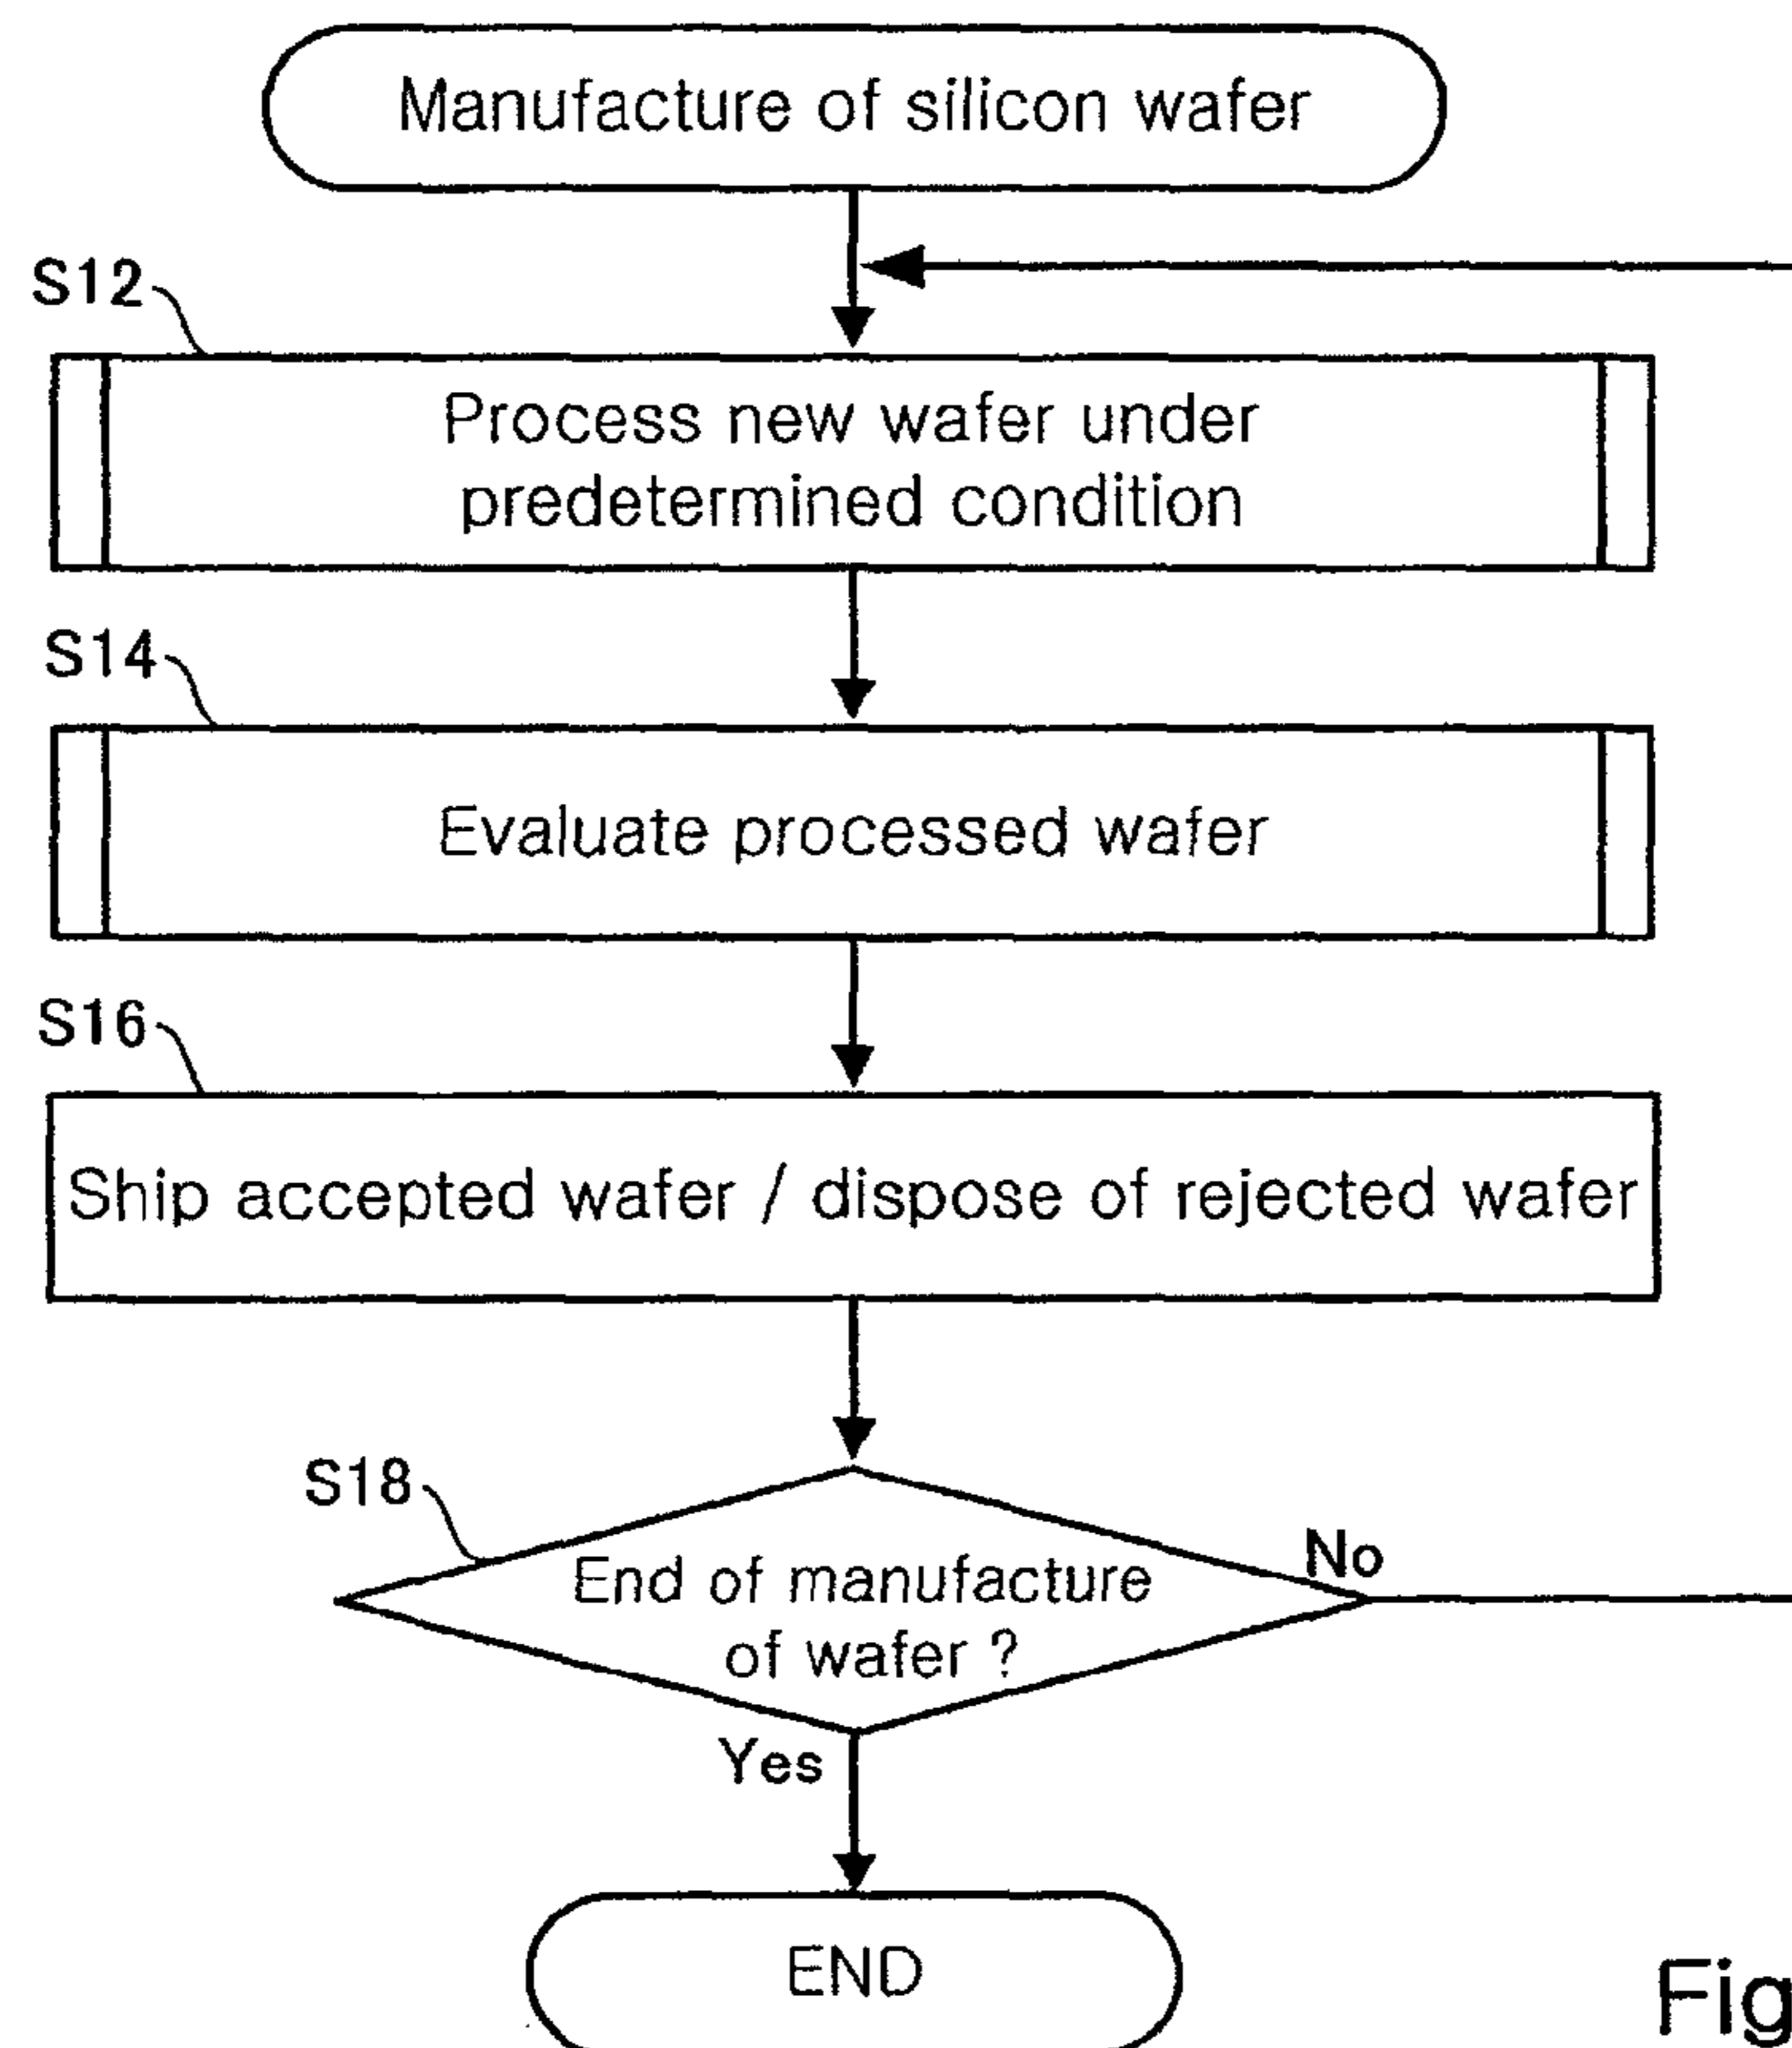 Manufacture of silicon wafer
S12
Process new wafer under
predetermined condition
S14
Evaluate processed wafer
S16
Ship accepted wafer / dispose of rejected wafer
S18
End of manufacture
of wafer ?
No
Yes
END
Fig